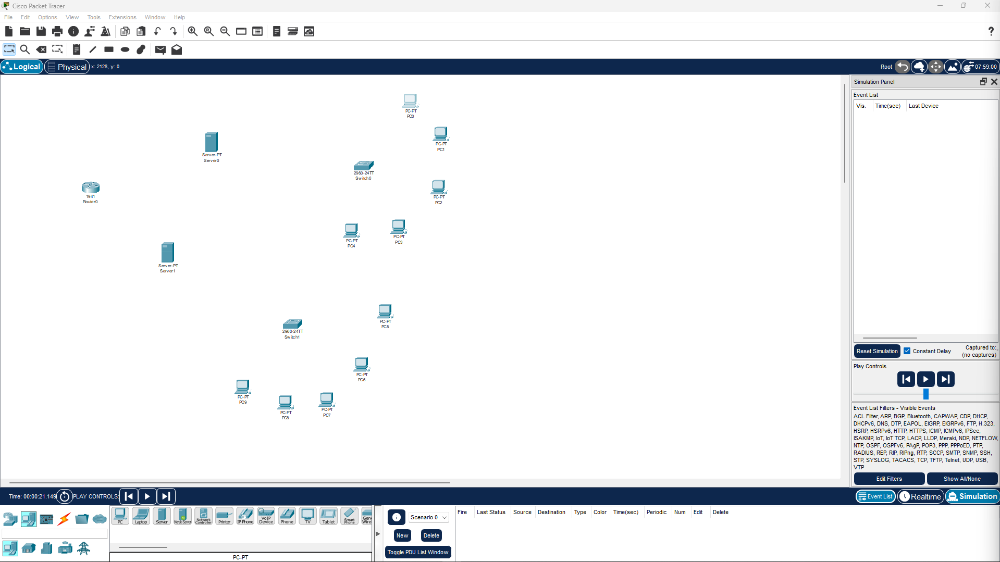 Cisco Packet Tracer
File Edit Options View Tools Extensions Window Help
Logical Physical x: 2128, y: 0 Root 07:59:00
Simulation Panel
Event List
Vis. Time(sec) Last Device
PC-PT
PC0
PC-PT
PC1
Server-PT
Server0
2960-24TT
Switch0
1941
Router0
PC-PT
PC2
PC-PT
PC3
PC-PT
PC4
Server-PT
Server1
PC-PT
PC5
2960-24TT
Switch1
PC-PT
PC6
PC-PT
PC9
PC-PT
PC8
PC-PT
PC7
Reset Simulation Constant Delay Captured to:
(no captures)
Play Controls
Event List Filters - Visible Events
ACL Filter, ARP, BGP, Bluetooth, CAPWAP, CDP, DHCP,
DHCPv6, DNS, DTP, EAPOL, EIGRP, EIGRPv6, FTP, H.323,
HSRP, HSRPv6, HTTP, HTTPS, ICMP, ICMPv6, IPSec,
ISAKMP, IoT, IoT TCP, LACP, LLDP, Meraki, NDP, NETFLOW,
NTP, OSPF, OSPFv6, PAgP, POP3, PPP, PPPoED, PTP,
RADIUS, REP, RIP, RIPng, RTP, SCCP, SMTP, SNMP, SSH,
STP, SYSLOG, TACACS, TCP, TFTP, Telnet, UDP, USB,
VTP
Edit Filters Show All/None
Time: 00:00:21.149 PLAY CONTROLS: Event List Realtime Simulation
PC Laptop Server Meraki Server Network Controller Printer IP Phone VoIP Device Phone TV Tablet Smart Phone
PC-PT
Scenario 0
New Delete
Toggle PDU List Window
Fire Last Status Source Destination Type Color Time(sec) Periodic Num Edit Delete